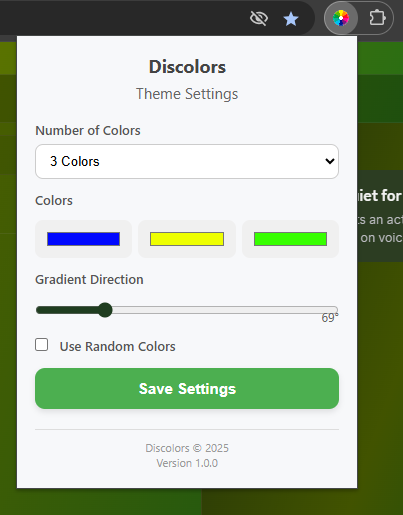 Discolors
Theme Settings
Number of Colors
3 Colors
Colors
Gradient Direction
69°
Use Random Colors
Save Settings
Discolors © 2025
Version 1.0.0
iet for
s an act
on voic